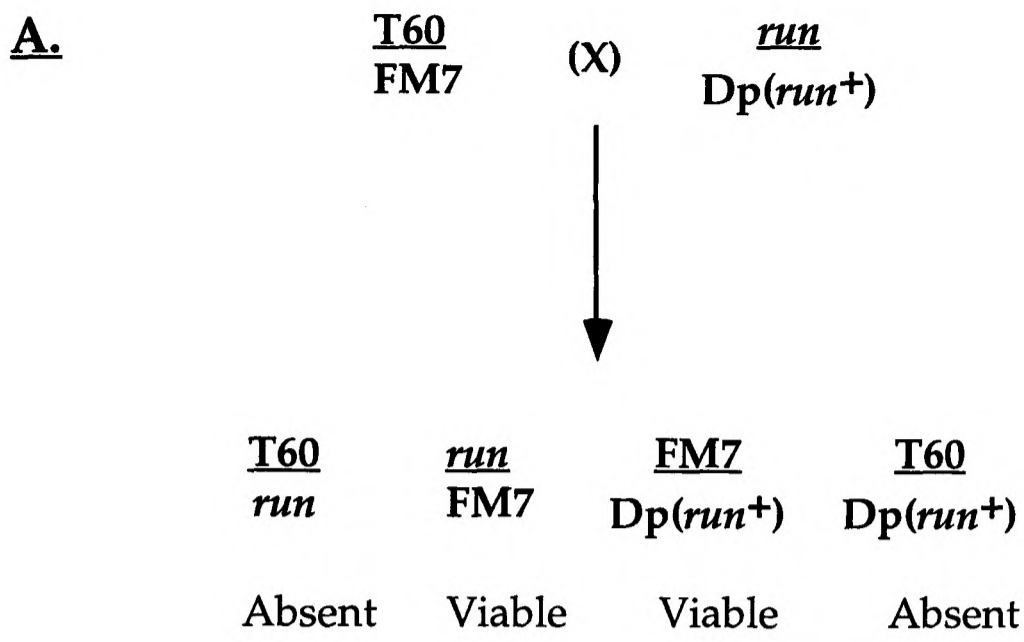 A.
T60 (X) run
FM7 Dp(run+)
T60 run FM7 T60
run FM7 Dp(run+) Dp(run+)
Absent Viable Viable Absent